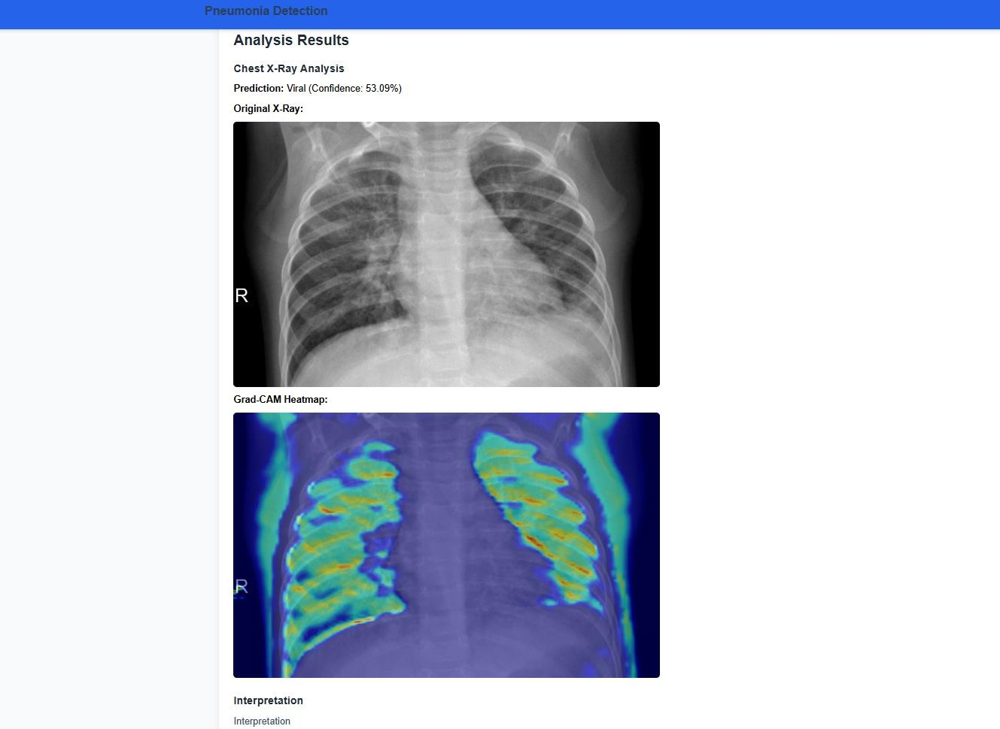 Pneumonia Detection
Analysis Results
Chest X-Ray Analysis
Prediction: Viral (Confidence: 53.09%)
Original X-Ray:
R
Grad-CAM Heatmap:
R
Interpretation
Interpretation